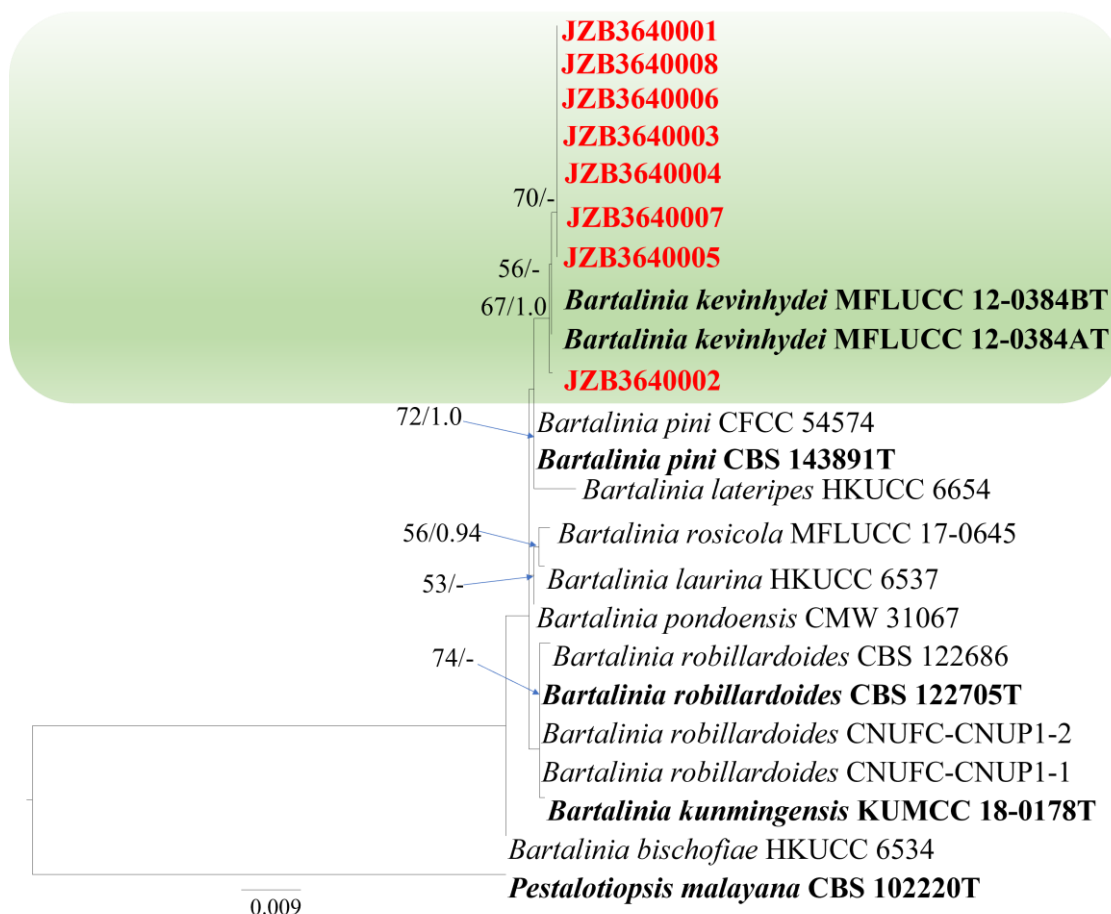 JZB3640001
JZB3640008
JZB3640006
JZB3640003
JZB3640004
70/-
JZB3640007
JZB3640005
56/-
Bartalinia kevinhydei MFLUCC 12-0384BT
67/1.0
Bartalinia kevinhydei MFLUCC 12-0384AT
JZB3640002
72/1.0
Bartalinia pini CFCC 54574
Bartalinia pini CBS 143891T
Bartalinia lateripes HKUCC 6654
56/0.94
Bartalinia rosicola MFLUCC 17-0645
53/-
Bartalinia laurina HKUCC 6537
Bartalinia pondoensis CMW 31067
74/-
Bartalinia robillardoides CBS 122686
Bartalinia robillardoides CBS 122705T
Bartalinia robillardoides CNUFC-CNUP1-2
Bartalinia robillardoides CNUFC-CNUP1-1
Bartalinia kunmingensis KUMCC 18-0178T
Bartalinia bischofiae HKUCC 6534
Pestalotiopsis malayana CBS 102220T
0.009